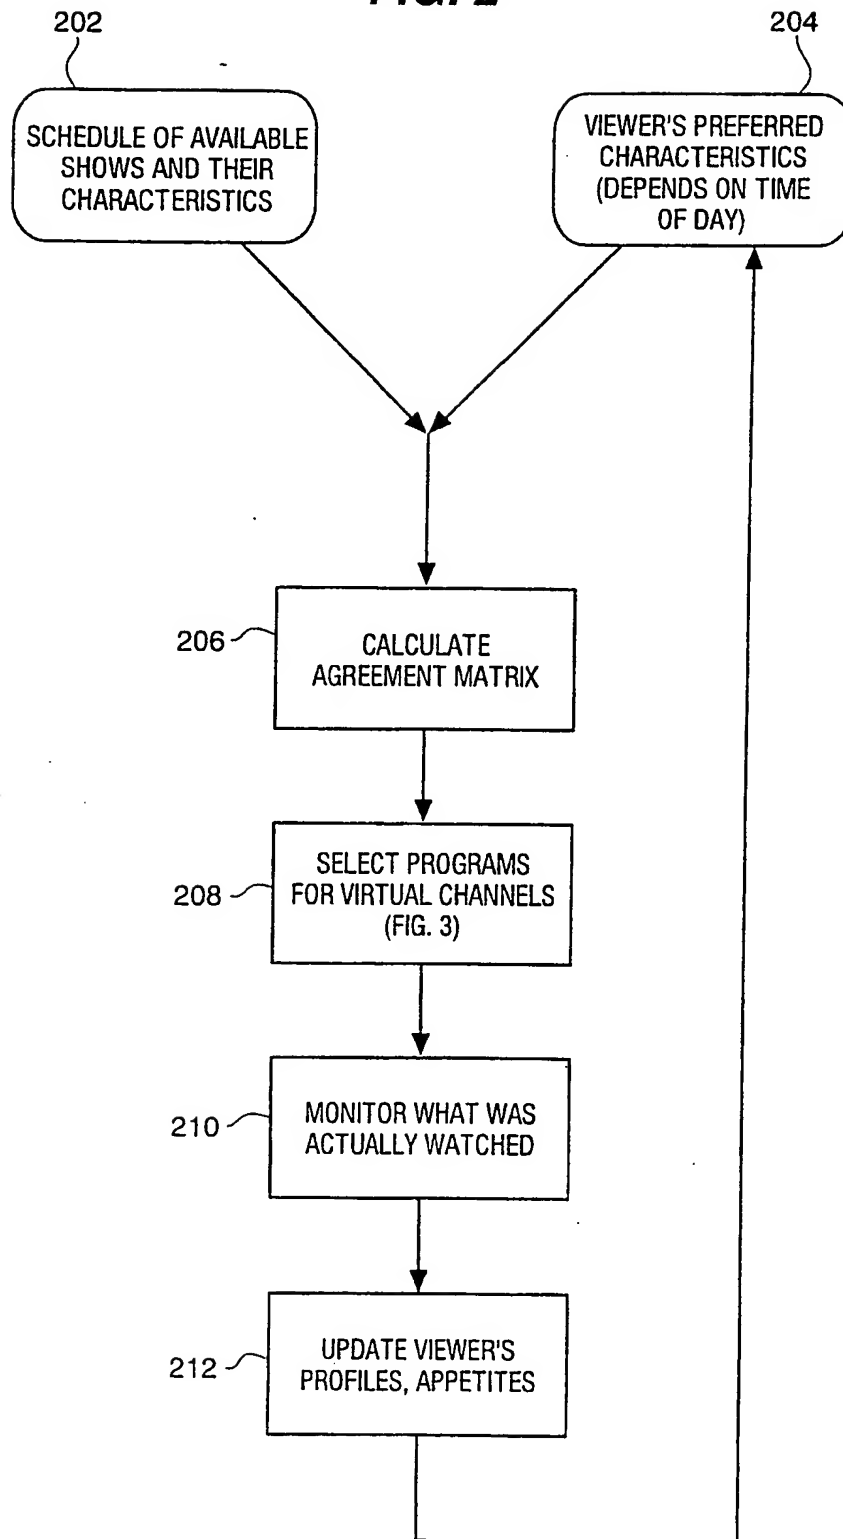 FIG. 2
202
204
SCHEDULE OF AVAILABLE
SHOWS AND THEIR
CHARACTERISTICS
VIEWER'S PREFERRED
CHARACTERISTICS
(DEPENDS ON TIME
OF DAY)
206
CALCULATE
AGREEMENT MATRIX
208
SELECT PROGRAMS
FOR VIRTUAL CHANNELS
(FIG. 3)
210
MONITOR WHAT WAS
ACTUALLY WATCHED
212
UPDATE VIEWER'S
PROFILES, APPETITES